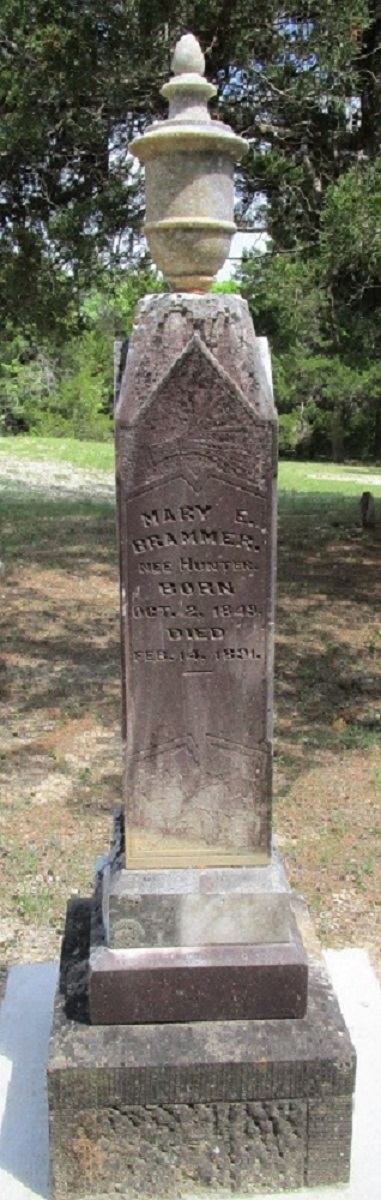 MARY E.
BRAMMER.
NEE HUNTER.
BORN
OCT. 2. 1849.
DIED
FEB. 14. 1891.